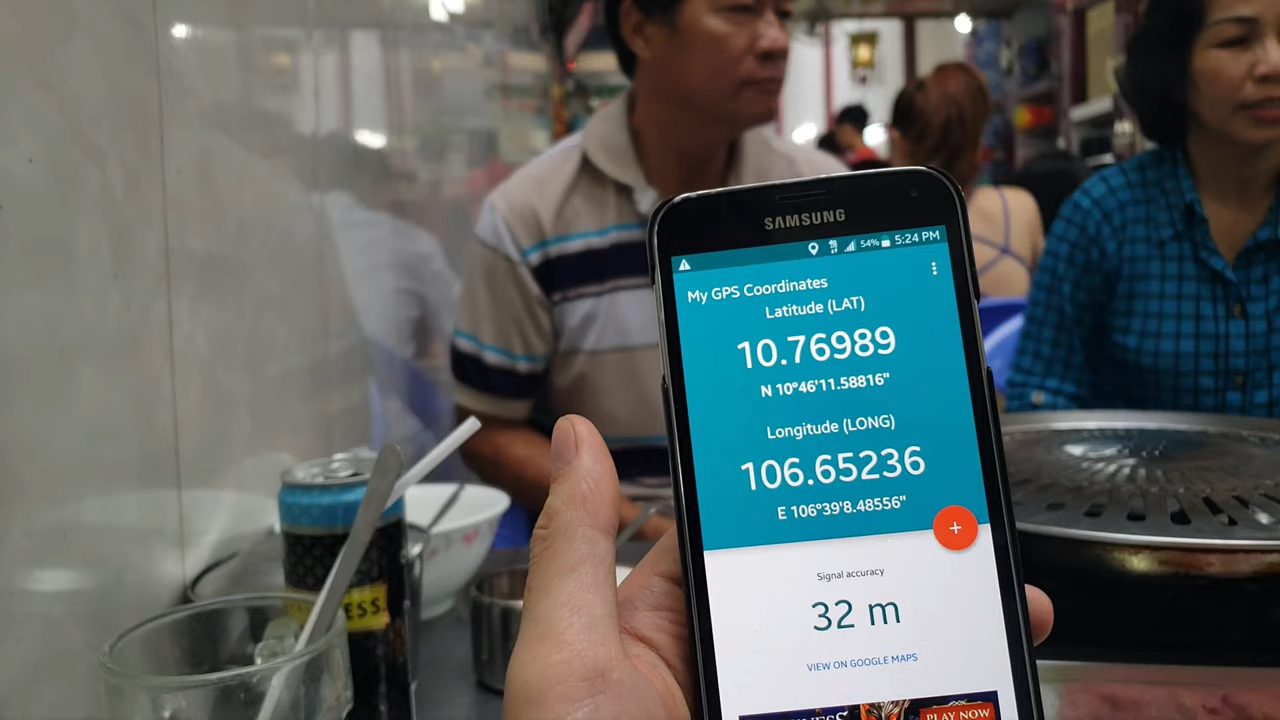 SAMSUNG
54% 5:24 PM
My GPS Coordinates
Latitude (LAT)
10.76989
N 10°46'11.58816"
Longitude (LONG)
106.65236
E 106°39'8.48556"
+
Signal accuracy
32 m
VIEW ON GOOGLE MAPS
PLAY NOW